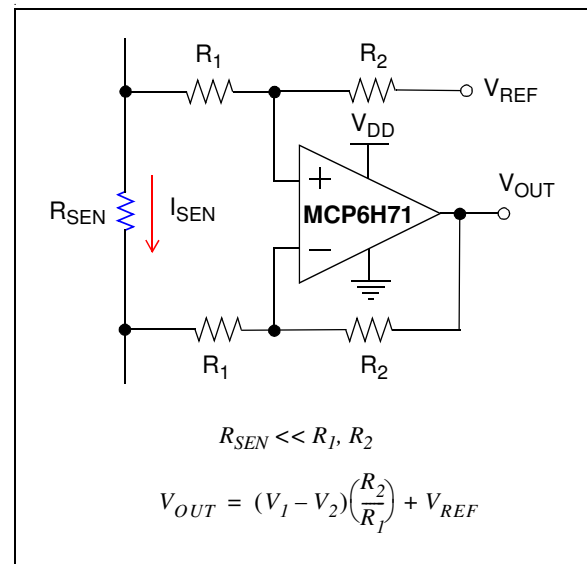 R1
R2
VREF
VDD
VOUT
RSEN
ISEN
+
MCP6H71
–
R1
R2
RSEN << R1, R2
VOUT = (V1 – V2)(R2/R1) + VREF